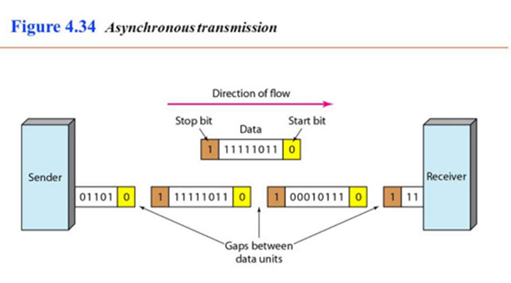 Figure 4.34 Asynchronous transmission
Direction of flow
Stop bit
Data
Start bit
1 11111011 0
Sender
Receiver
01101 0
1 11111011 0
1 00010111 0
1 11
Gaps between
data units